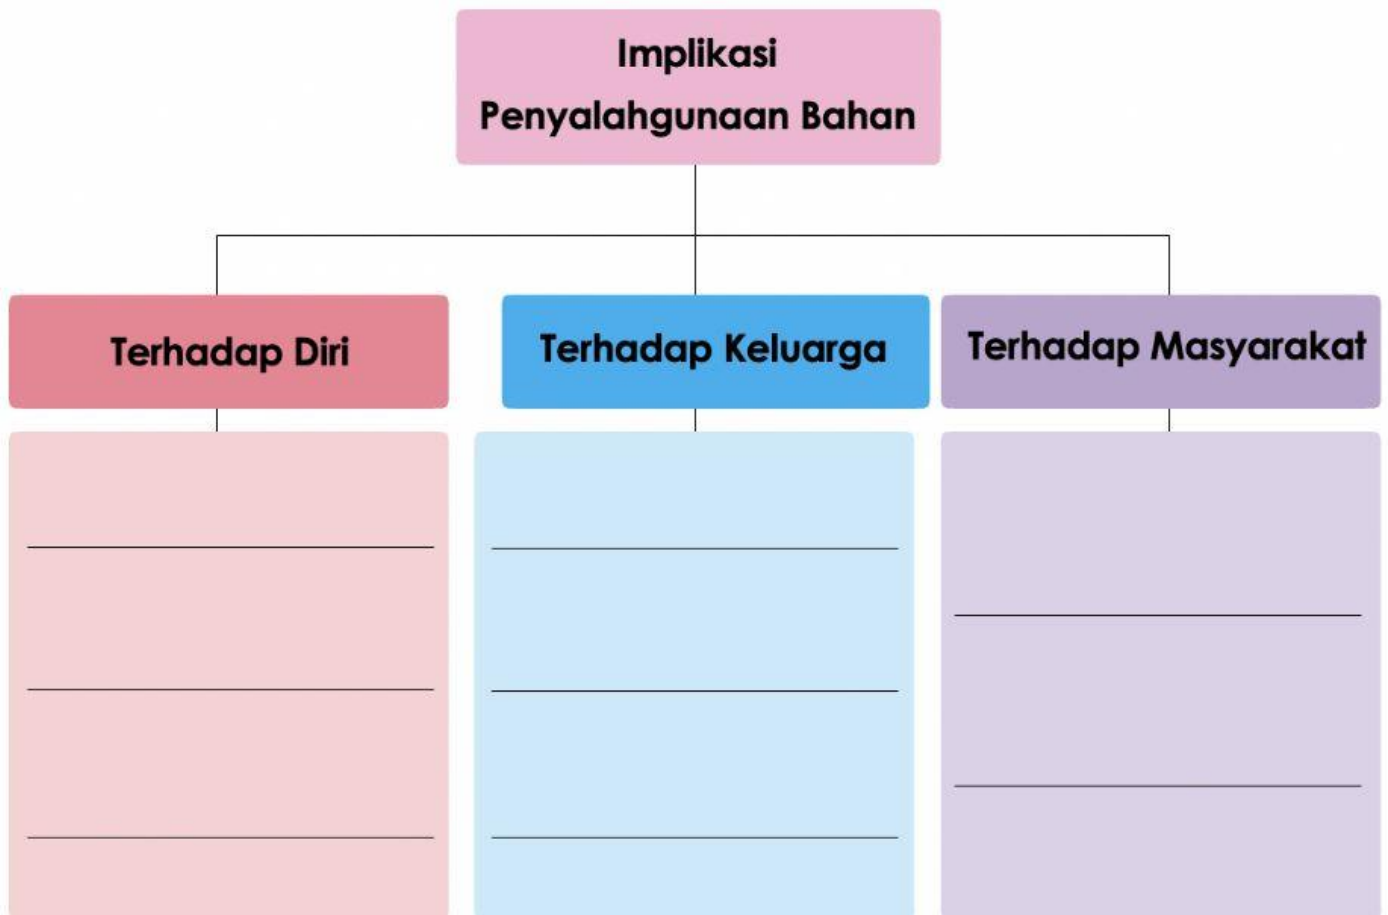 Implikasi
Penyalahgunaan Bahan
Terhadap Diri
Terhadap Keluarga
Terhadap Masyarakat